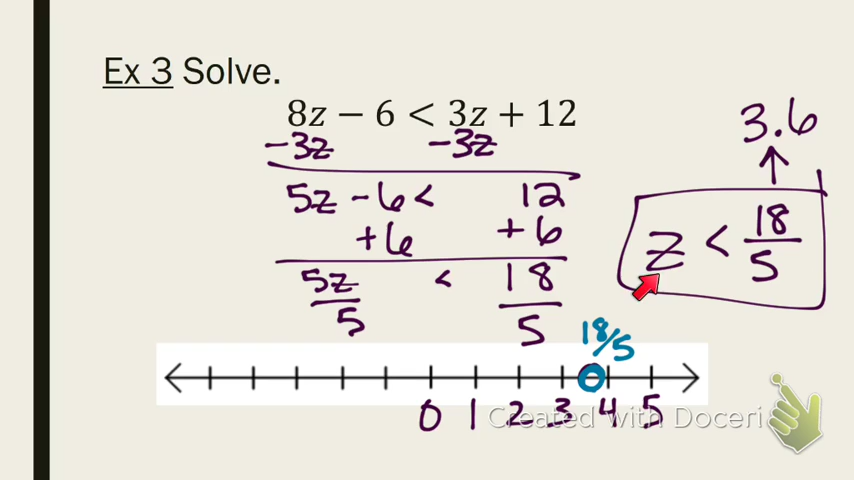 Ex 3 Solve.
8z − 6 < 3z + 12
-3z -3z
5z -6 < 12
+6 +6
5z/5 < 18/5
3.6
z < 18/5
18/5
0 1 2 3 4 5
Created with Doceri